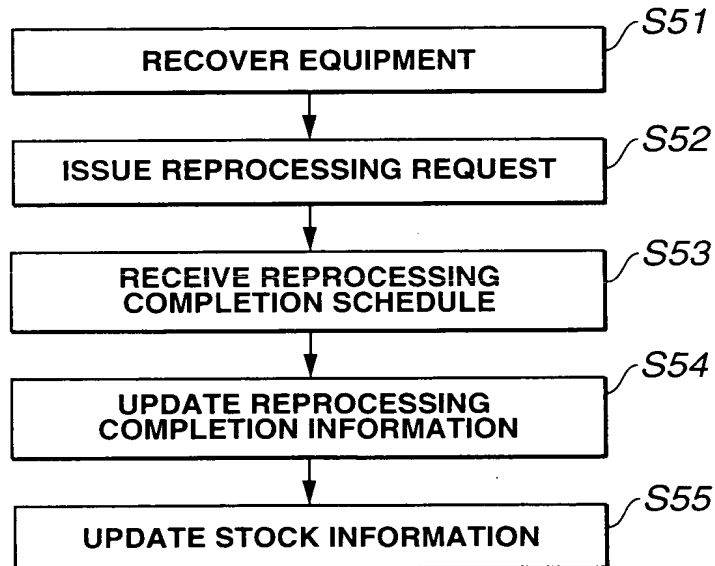 S51
RECOVER EQUIPMENT
S52
ISSUE REPROCESSING REQUEST
S53
RECEIVE REPROCESSING
COMPLETION SCHEDULE
S54
UPDATE REPROCESSING
COMPLETION INFORMATION
S55
UPDATE STOCK INFORMATION